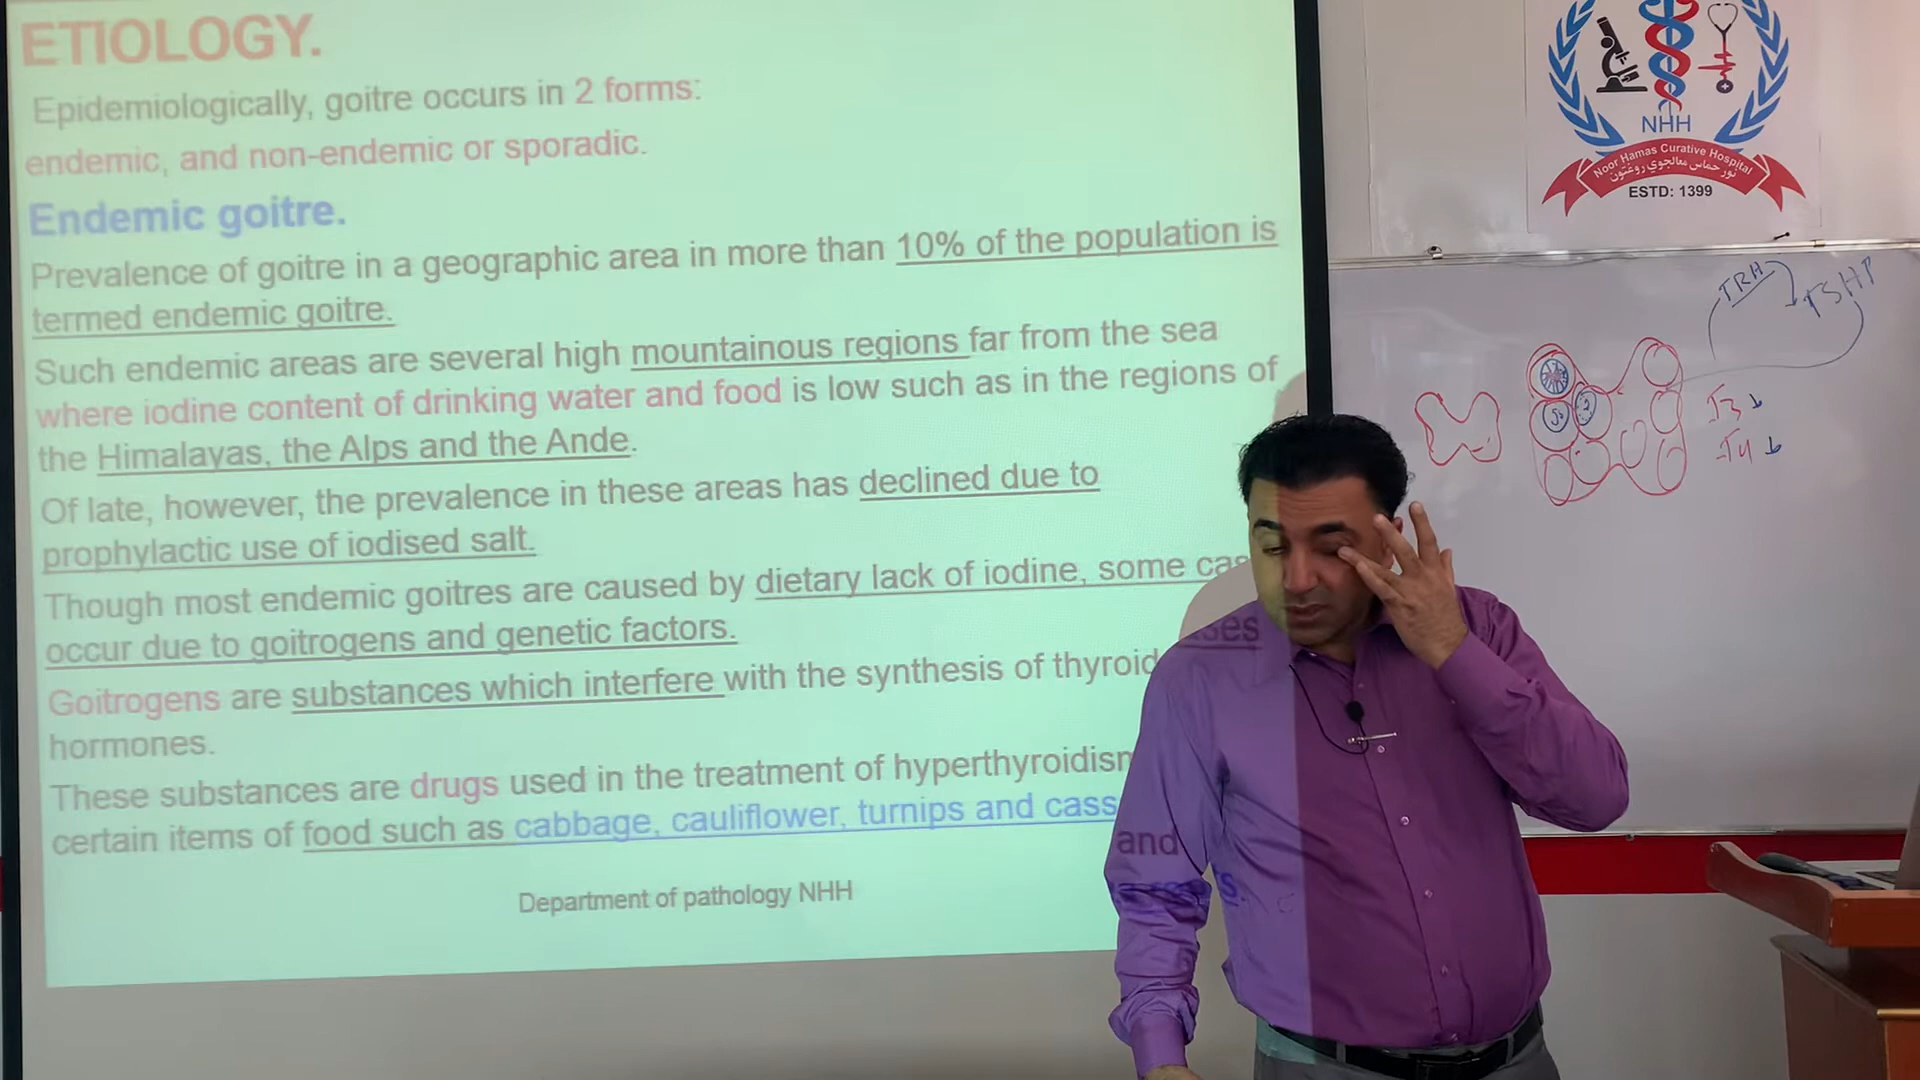 ETIOLOGY.
Epidemiologically, goitre occurs in 2 forms:
endemic, and non-endemic or sporadic.
Endemic goitre.
Prevalence of goitre in a geographic area in more than 10% of the population is
termed endemic goitre.
Such endemic areas are several high mountainous regions far from the sea
where iodine content of drinking water and food is low such as in the regions of
the Himalayas, the Alps and the Ande.
Of late, however, the prevalence in these areas has declined due to
prophylactic use of iodised salt.
Though most endemic goitres are caused by dietary lack of iodine, some cases
occur due to goitrogens and genetic factors.
Goitrogens are substances which interfere with the synthesis of thyroid
hormones.
These substances are drugs used in the treatment of hyperthyroidism and
certain items of food such as cabbage, cauliflower, turnips and cass
Department of pathology NHH
NHH
Noor Hamas Curative Hospital
نور حماس معالجوي روغتون
ESTD: 1399
TRH
TSH↑
T3 ↓
T4 ↓